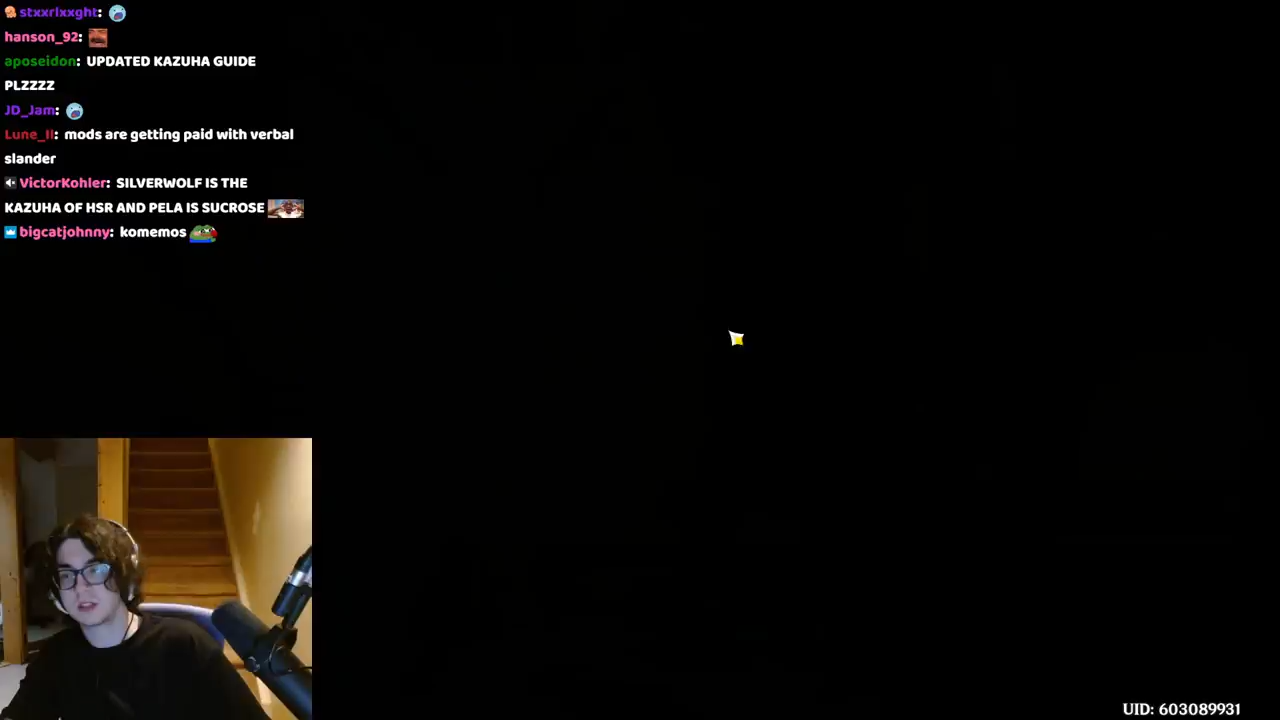 stxxrlxxght:
hanson_92:
aposeidon: UPDATED KAZUHA GUIDE
PLZZZZ
JD_Jam:
Lune_II: mods are getting paid with verbal
slander
VictorKohler: SILVERWOLF IS THE
KAZUHA OF HSR AND PELA IS SUCROSE
bigcatjohnny: komemos
UID: 603089931